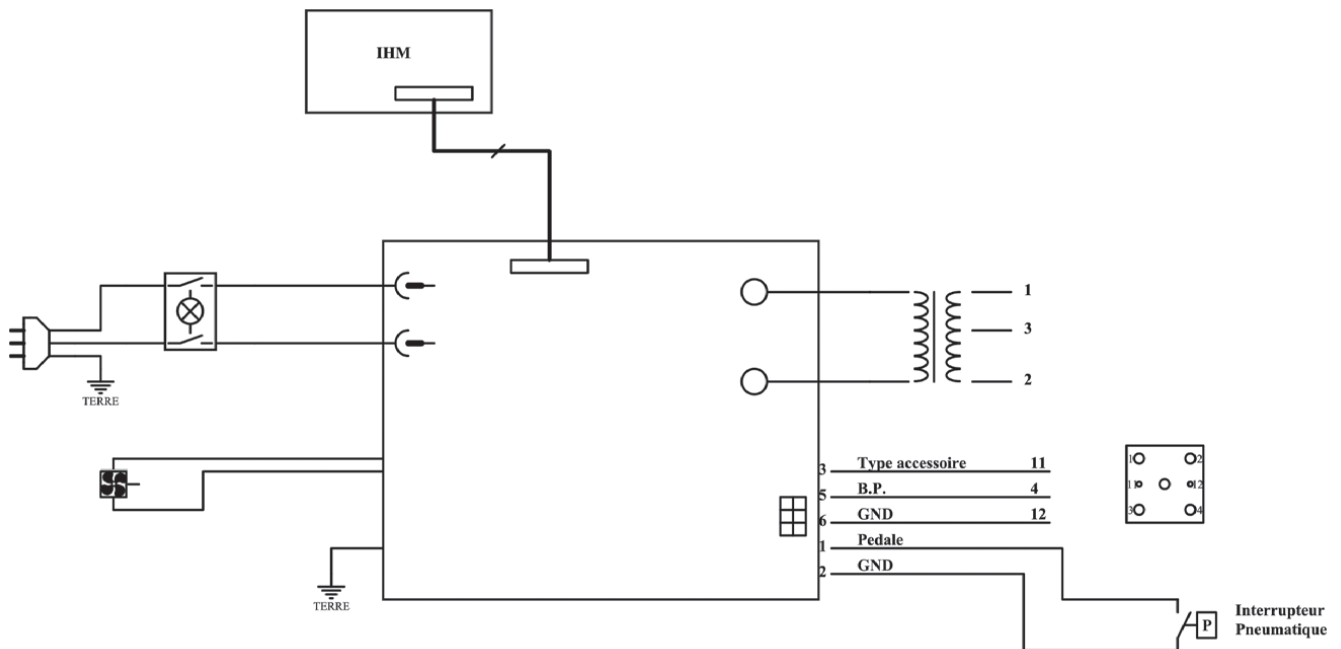 IHM
1
3
2
TERRE
3 Type accessoire 11
5 B.P. 4
6 GND 12
1 Pedale
2 GND
1 2
11 12
3 4
TERRE
P
Interrupteur
Pneumatique